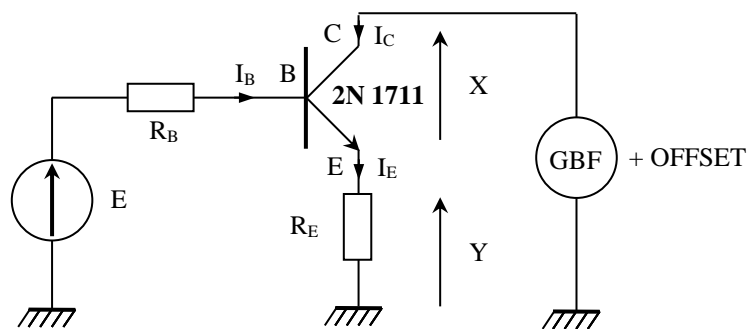 C
I_C
I_B
B
2N 1711
X
R_B
GBF
+ OFFSET
E
I_E
E
R_E
Y